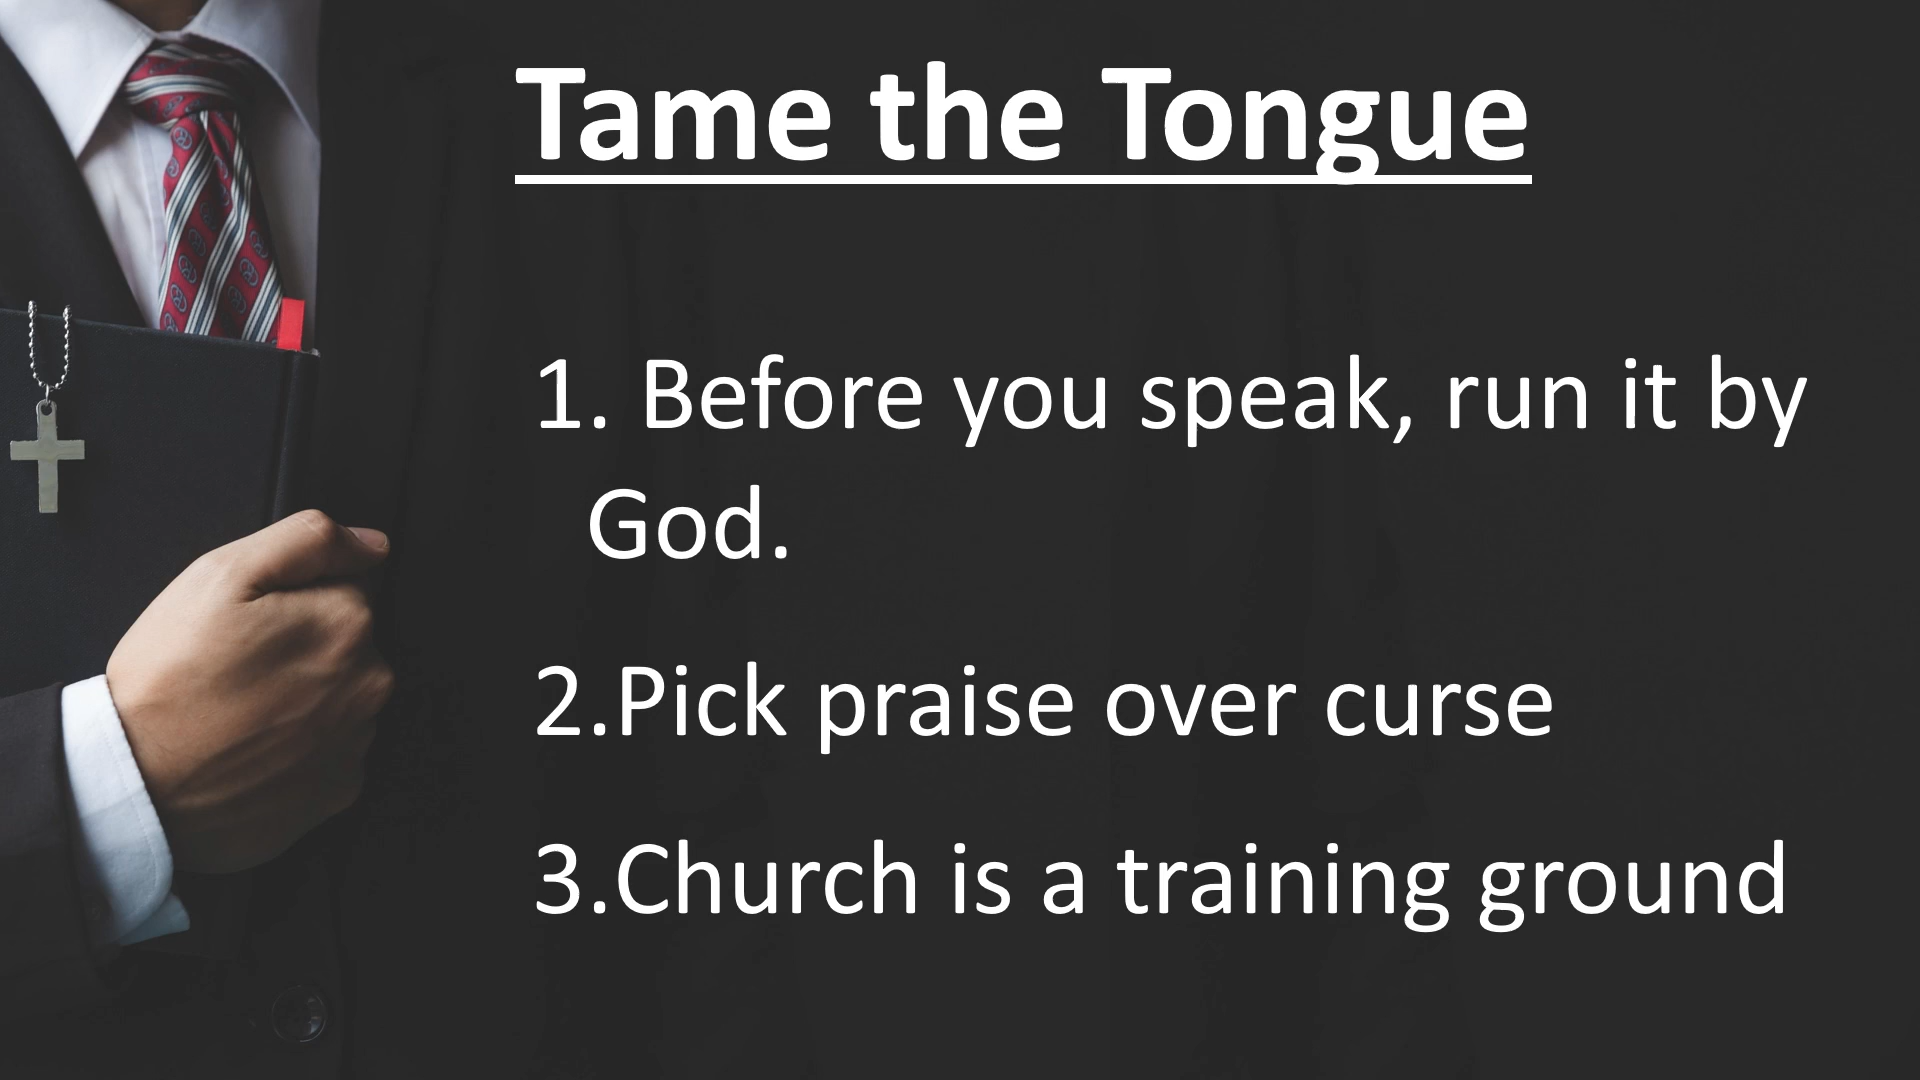 Tame the Tongue
1. Before you speak, run it by
God.
2.Pick praise over curse
3.Church is a training ground